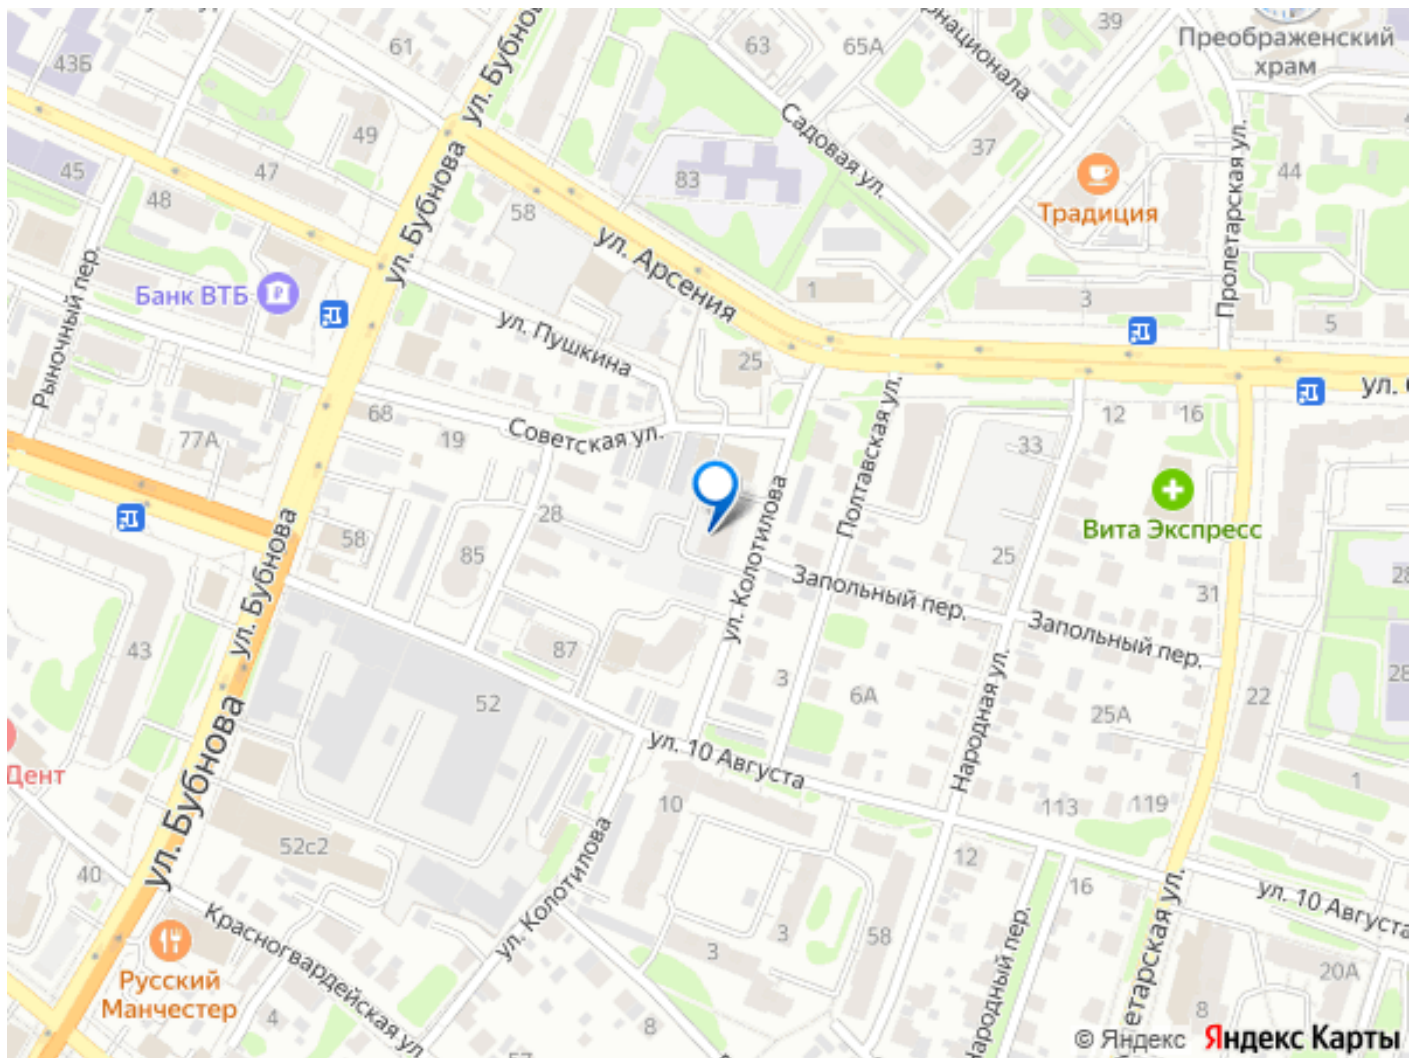 43Б
61
ул. Бубнова
63
65А
39
Преображенский
храм
Садовая ул.
49
45
47
48
83
37
44
Традиция
Пролетарская ул.
58
ул. Бубнова
ул. Арсения
Рыночный пер.
Банк ВТБ
1
3
5
ул. Пушкина
25
68
77А
19
Советская ул.
Полтавская ул.
12
16
33
ул. Колотилова
28
58
85
Вита Экспресс
25
28
ул. Бубнова
Запольный пер.
31
Запольный пер.
43
87
3
6А
Народная ул.
25А
22
28
52
ул. Бубнова
Дент
ул. 10 Августа
1
10
113
119
52с2
40
12
16
ул. Колотилова
ул. 10 Августа
Красногвардейская ул.
Русский
Манчестер
3
3
58
20А
4
8
8
© Яндекс Яндекс Карты